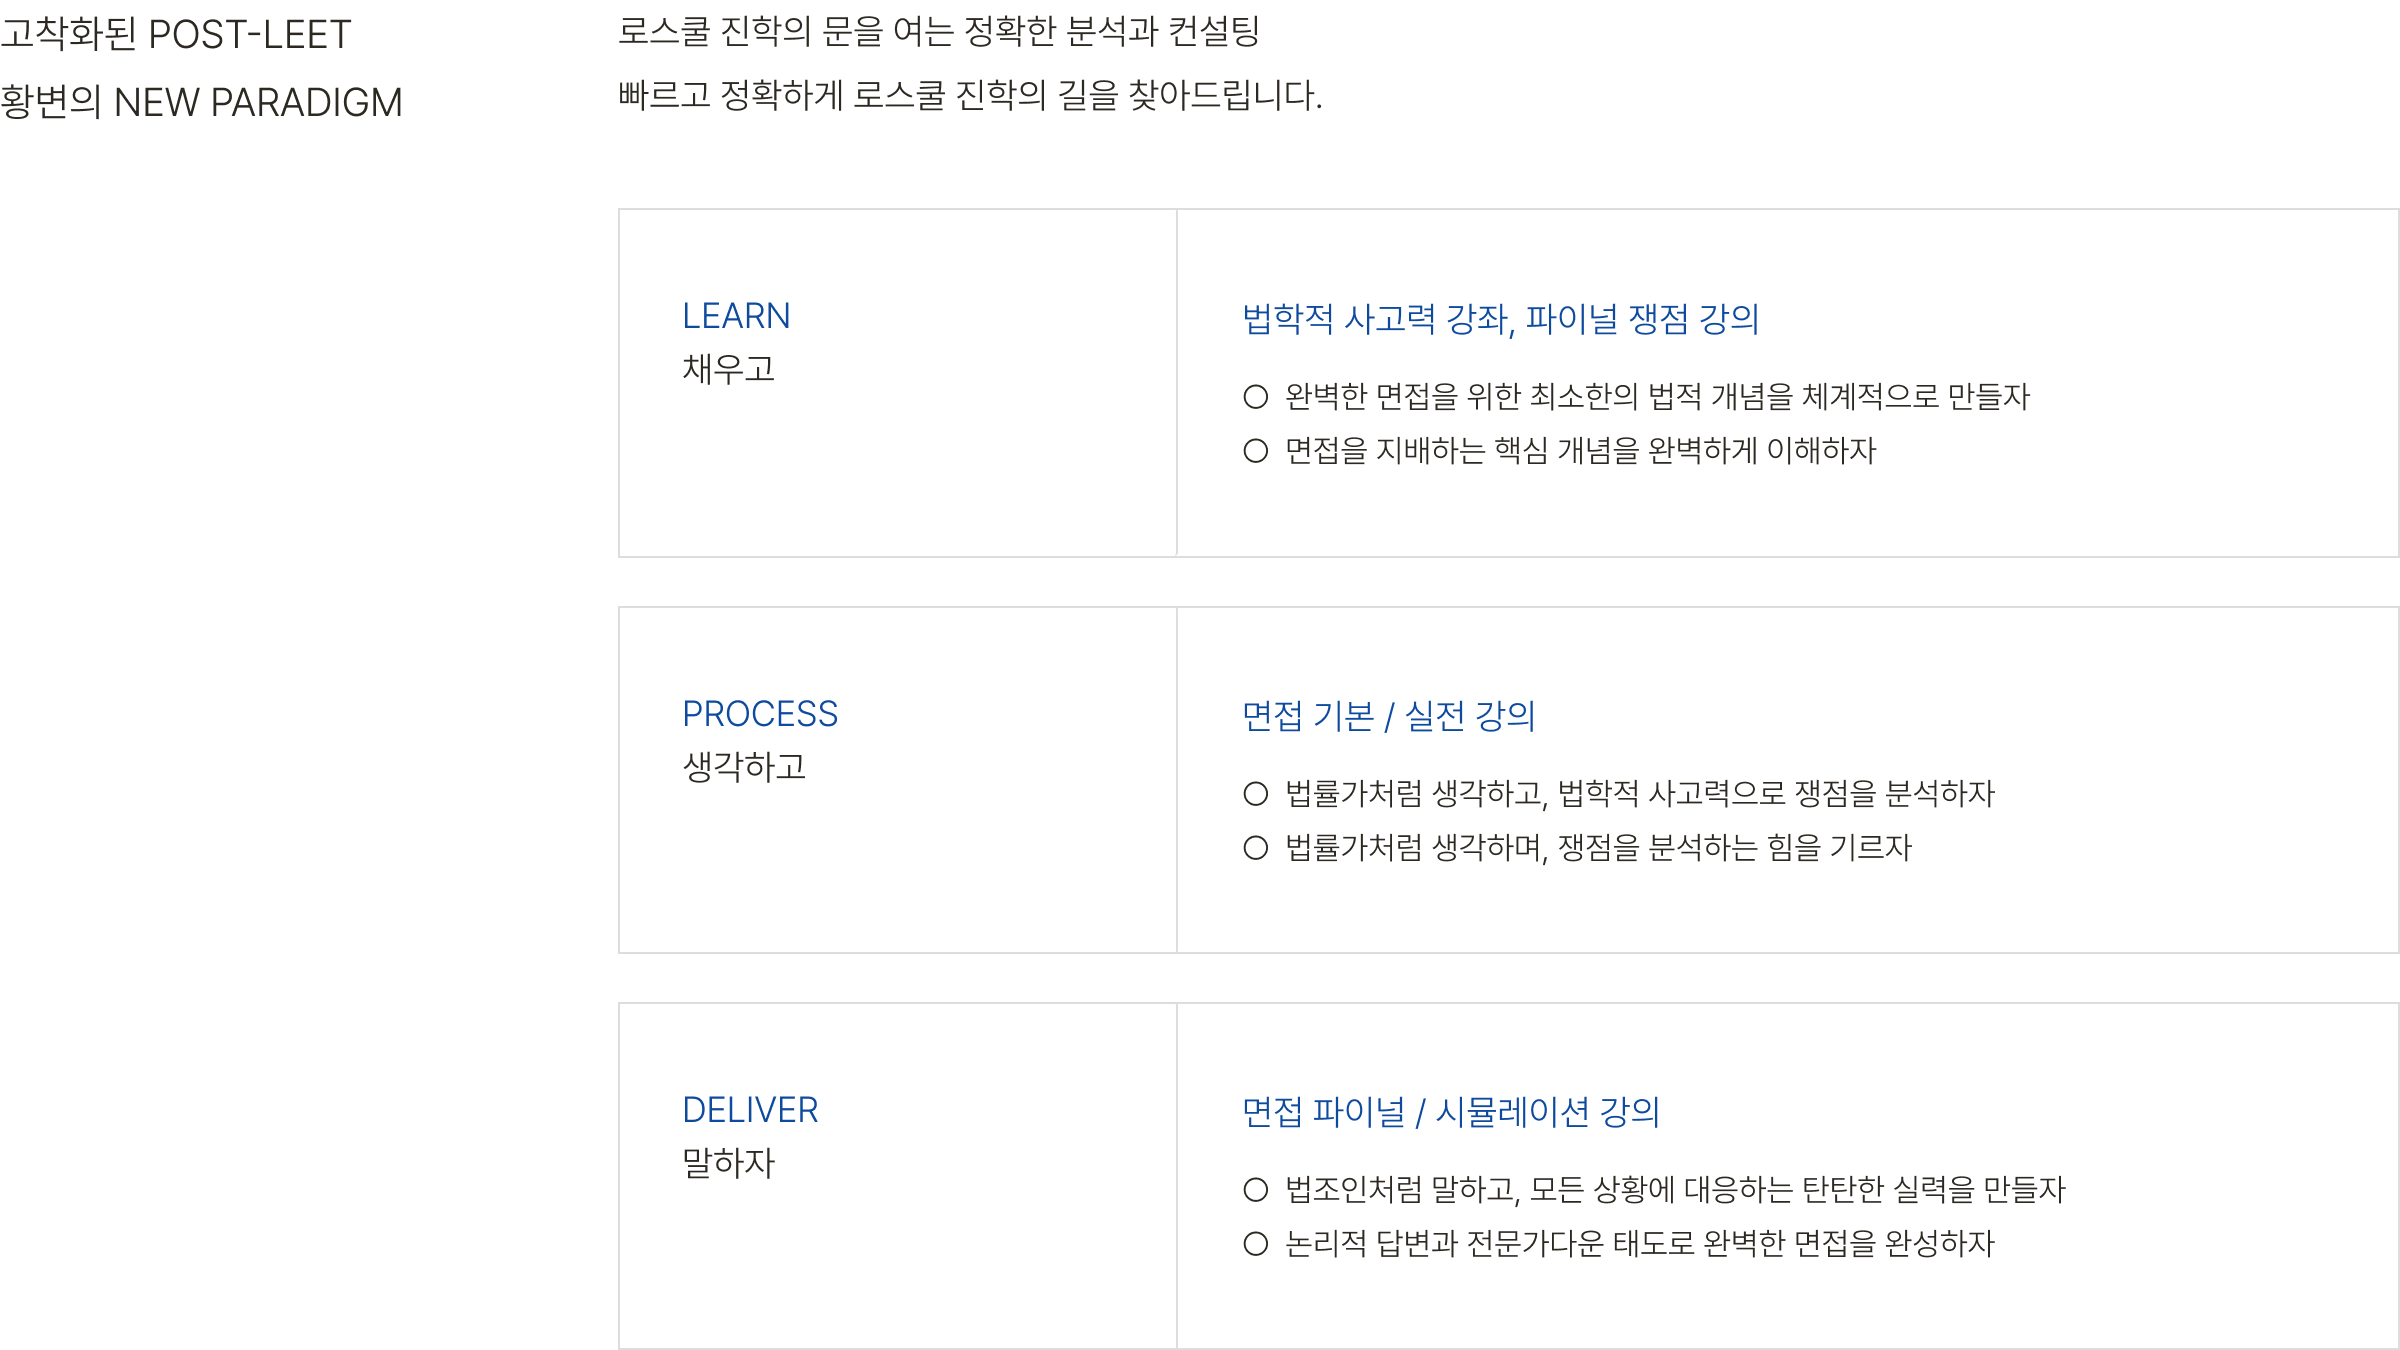 고착화된 POST-LEET
황변의 NEW PARADIGM
로스쿨 진학의 문을 여는 정확한 분석과 컨설팅
빠르고 정확하게 로스쿨 진학의 길을 찾아드립니다.
LEARN
채우고
법학적 사고력 강좌, 파이널 쟁점 강의
○ 완벽한 면접을 위한 최소한의 법적 개념을 체계적으로 만들자
○ 면접을 지배하는 핵심 개념을 완벽하게 이해하자
PROCESS
생각하고
면접 기본 / 실전 강의
○ 법률가처럼 생각하고, 법학적 사고력으로 쟁점을 분석하자
○ 법률가처럼 생각하며, 쟁점을 분석하는 힘을 기르자
DELIVER
말하자
면접 파이널 / 시뮬레이션 강의
○ 법조인처럼 말하고, 모든 상황에 대응하는 탄탄한 실력을 만들자
○ 논리적 답변과 전문가다운 태도로 완벽한 면접을 완성하자